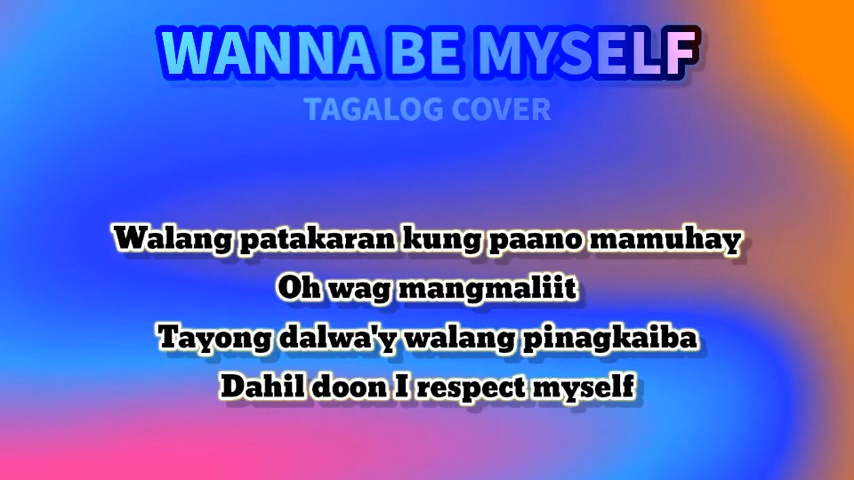 WANNA BE MYSELF
TAGALOG COVER
Walang patakaran kung paano mamuhay
Oh wag mangmaliit
Tayong dalwa'y walang pinagkaiba
Dahil doon I respect myself